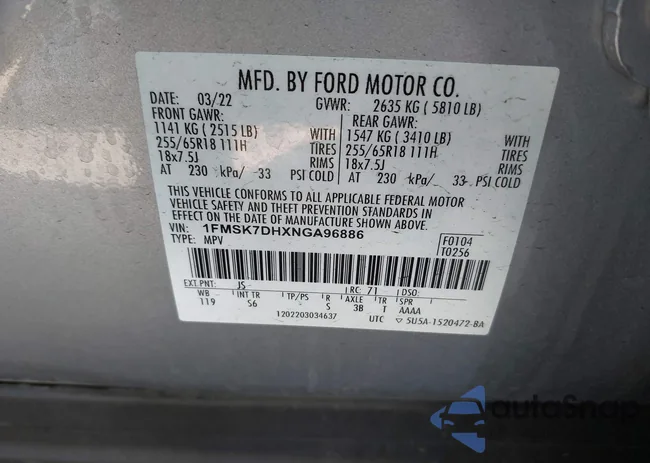 MFD. BY FORD MOTOR CO.
DATE: 03/22 GVWR: 2635 KG ( 5810 LB)
FRONT GAWR: REAR GAWR:
1141 KG ( 2515 LB) WITH 1547 KG ( 3410 LB) WITH
255/65R18 111H TIRES 255/65R18 111H TIRES
18x7.5J RIMS 18x7.5J RIMS
AT 230 kPa/ 33 PSI COLD AT 230 kPa/ 33 PSI COLD
THIS VEHICLE CONFORMS TO ALL APPLICABLE FEDERAL MOTOR
VEHICLE SAFETY AND THEFT PREVENTION STANDARDS IN
EFFECT ON THE DATE OF MANUFACTURE SHOWN ABOVE.
VIN: 1FMSK7DHXNGA96886
TYPE: MPV
F0104
T0256
EXT PNT: JS RC: 71 DSO:
WB INT TR TP/PS R AXLE TR SPR
119 S6 S 3B T AAAA
1202203034637 UTC 5U5A-1520472-BA
autoSnap